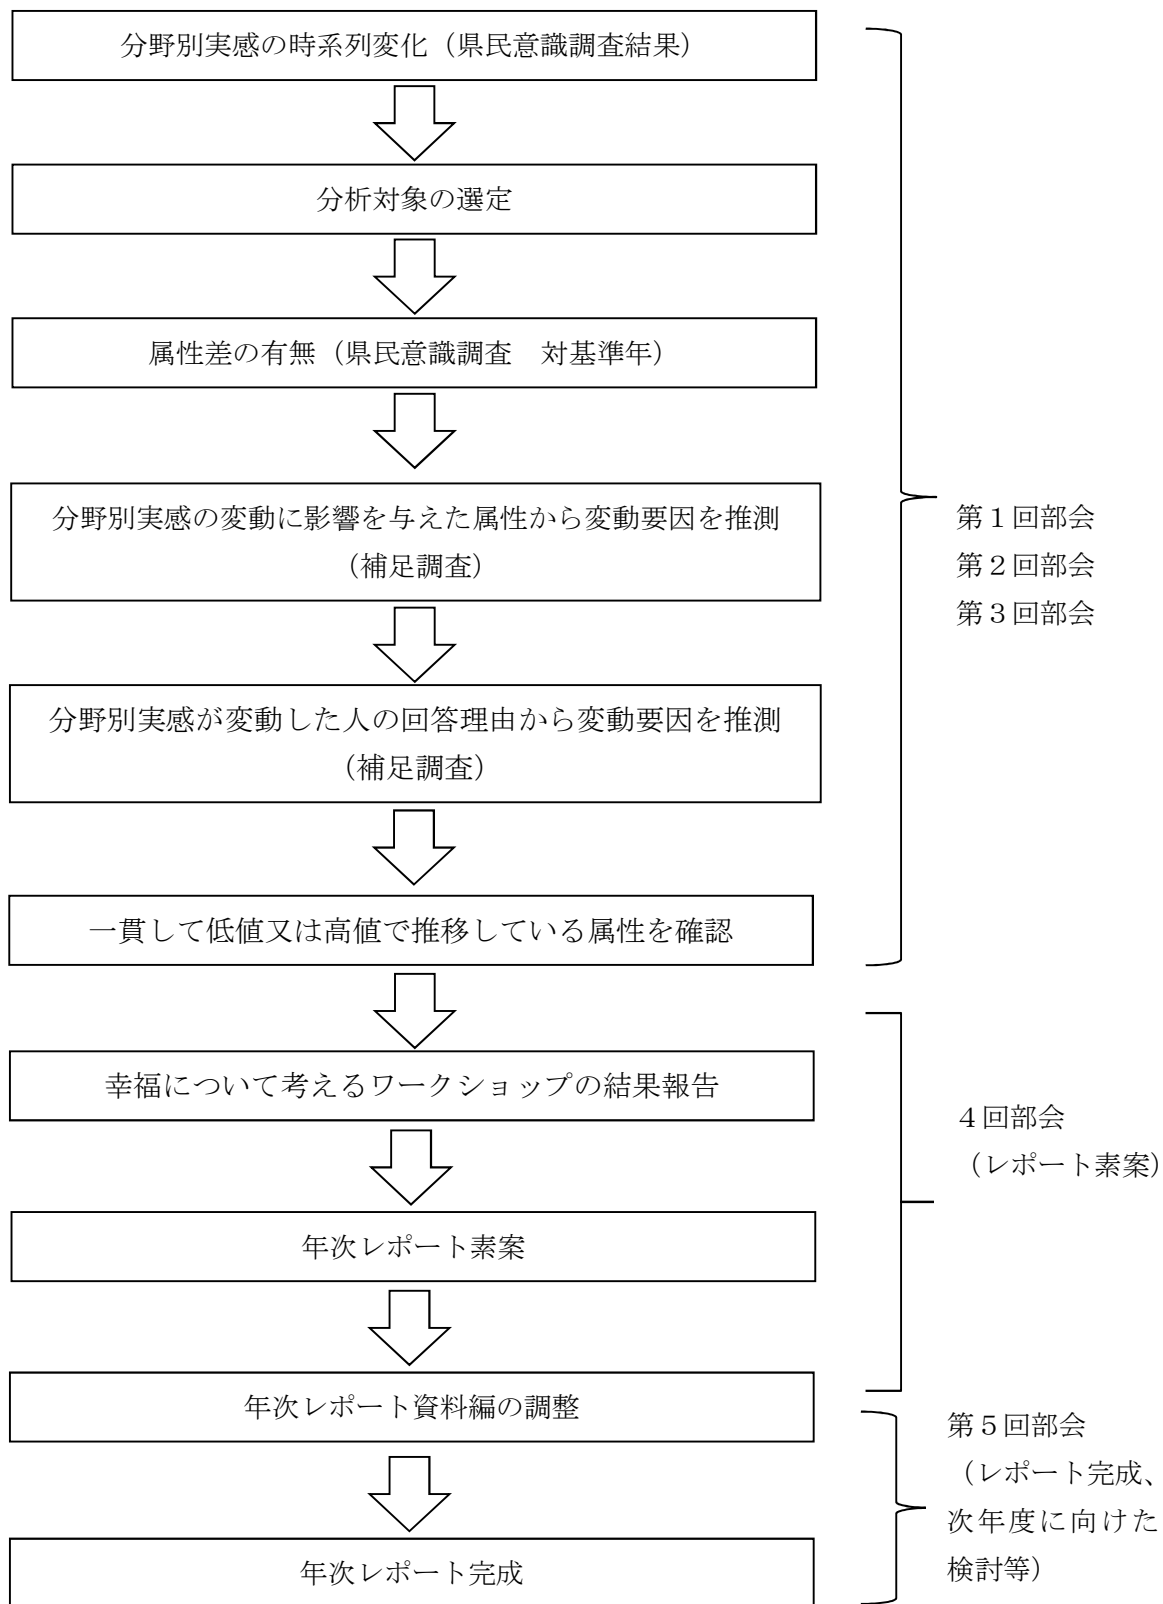 分野別実感の時系列変化（県民意識調査結果）
分析対象の選定
属性差の有無（県民意識調査　対基準年）
分野別実感の変動に影響を与えた属性から変動要因を推測
（補足調査）
分野別実感が変動した人の回答理由から変動要因を推測
（補足調査）
一貫して低値又は高値で推移している属性を確認
第１回部会
第２回部会
第３回部会
幸福について考えるワークショップの結果報告
年次レポート素案
年次レポート資料編の調整
４回部会
（レポート素案）
年次レポート完成
第５回部会
（レポート完成、
次年度に向けた
検討等）